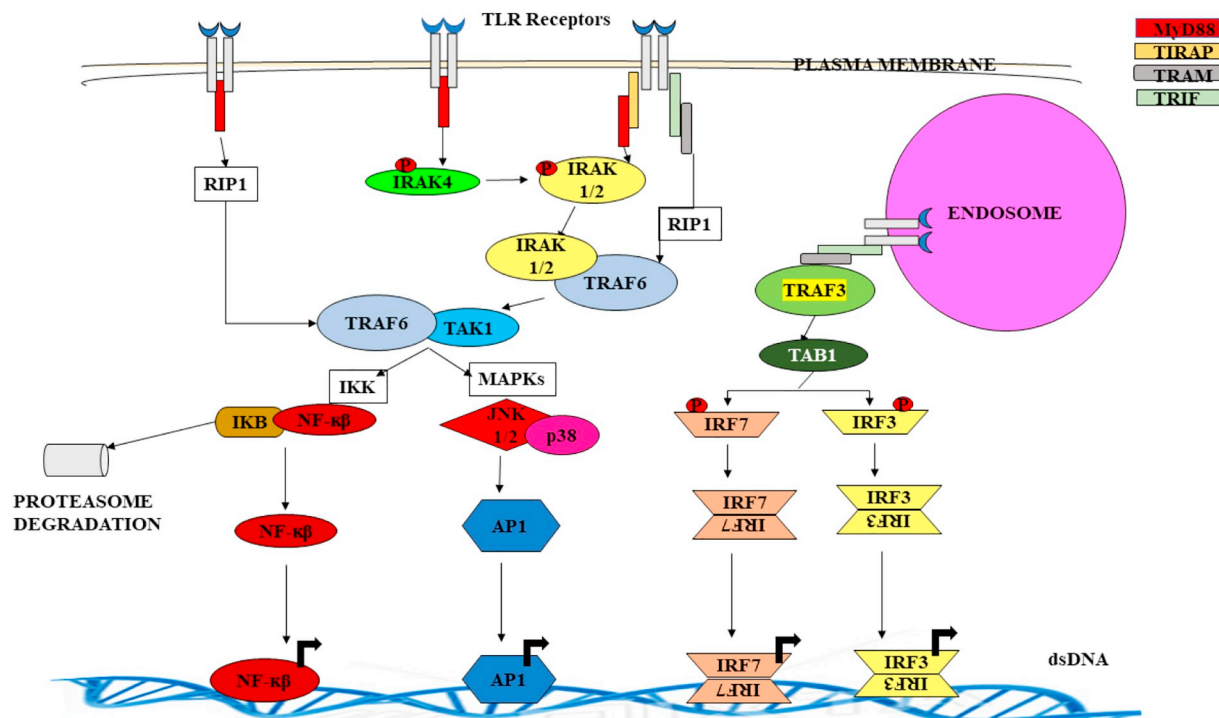 TLR Receptors
MyD88
TIRAP
TRAM
TRIF
PLASMA MEMBRANE
P
IRAK4
P
IRAK
1/2
RIP1
RIP1
ENDOSOME
IRAK
1/2
TRAF6
TRAF3
TRAF6
TAK1
TAB1
IKK
MAPKs
IKB
NF-κβ
JNK
1/2
p38
P
IRF7
P
IRF3
PROTEASOME
DEGRADATION
NF-κβ
AP1
IRF7
IRF7
IRF3
IRF3
dsDNA
NF-κβ
AP1
IRF7
IRF7
IRF3
IRF3